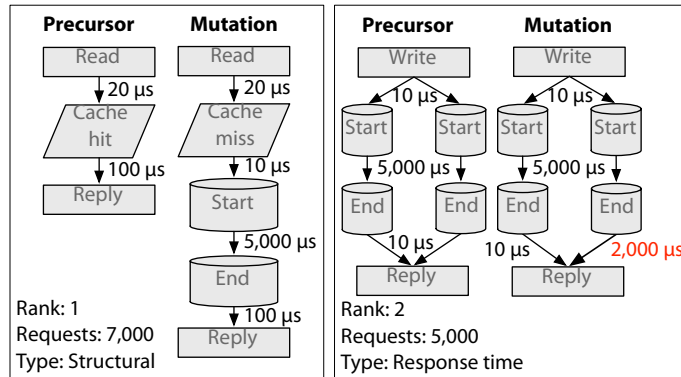 Precursor
Mutation
Read
20 µs
Cache
hit
100 µs
Reply
Read
20 µs
Cache
miss
10 µs
Start
5,000 µs
End
100 µs
Reply
Rank: 1
Requests: 7,000
Type: Structural
Precursor
Mutation
Write
10 µs
Start
Start
5,000 µs
End
End
10 µs
Reply
Write
10 µs
Start
Start
5,000 µs
End
End
10 µs
2,000 µs
Reply
Rank: 2
Requests: 5,000
Type: Response time